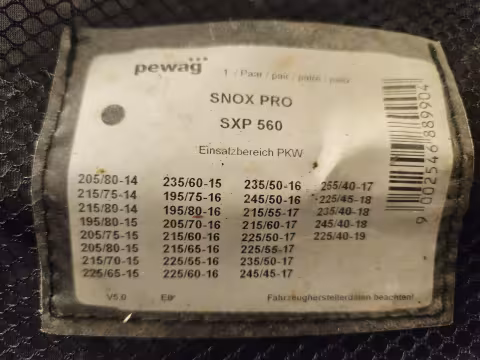 pewag
1 / Paar / pair /
SNOX PRO
SXP 560
Einsatzbereich PKW
205/80-14 235/60-15 235/50-16 255/40-17
215/75-14 195/75-16 245/50-16 225/45-18
215/80-14 195/80-16 215/55-17 235/40-18
195/80-15 205/70-16 215/60-17 245/40-18
205/75-15 215/60-16 225/50-17 225/40-19
205/80-15 215/65-16 225/55-17
215/70-15 225/55-16 235/50-17
225/65-15 225/60-16 245/45-17
V5.0 Fahrzeugherstellerdaten beachten!
9 002546 889904